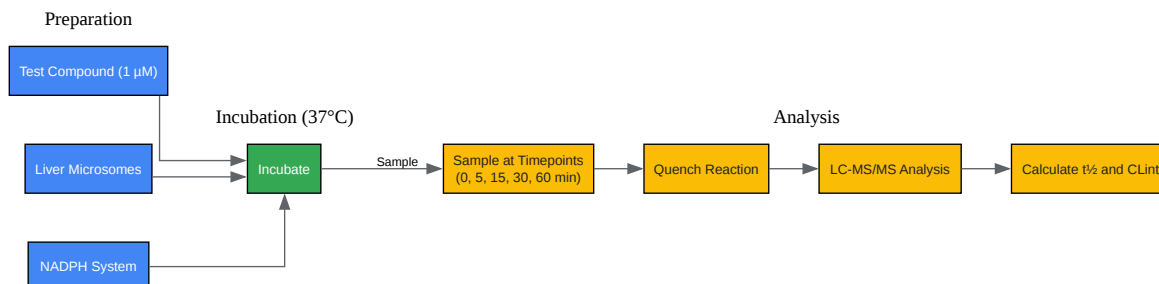 Preparation
Test Compound (1 µM)
Liver Microsomes
NADPH System
Incubation (37°C)
Incubate
Sample
Analysis
Sample at Timepoints
(0, 5, 15, 30, 60 min)
Quench Reaction
LC-MS/MS Analysis
Calculate t½ and CLint